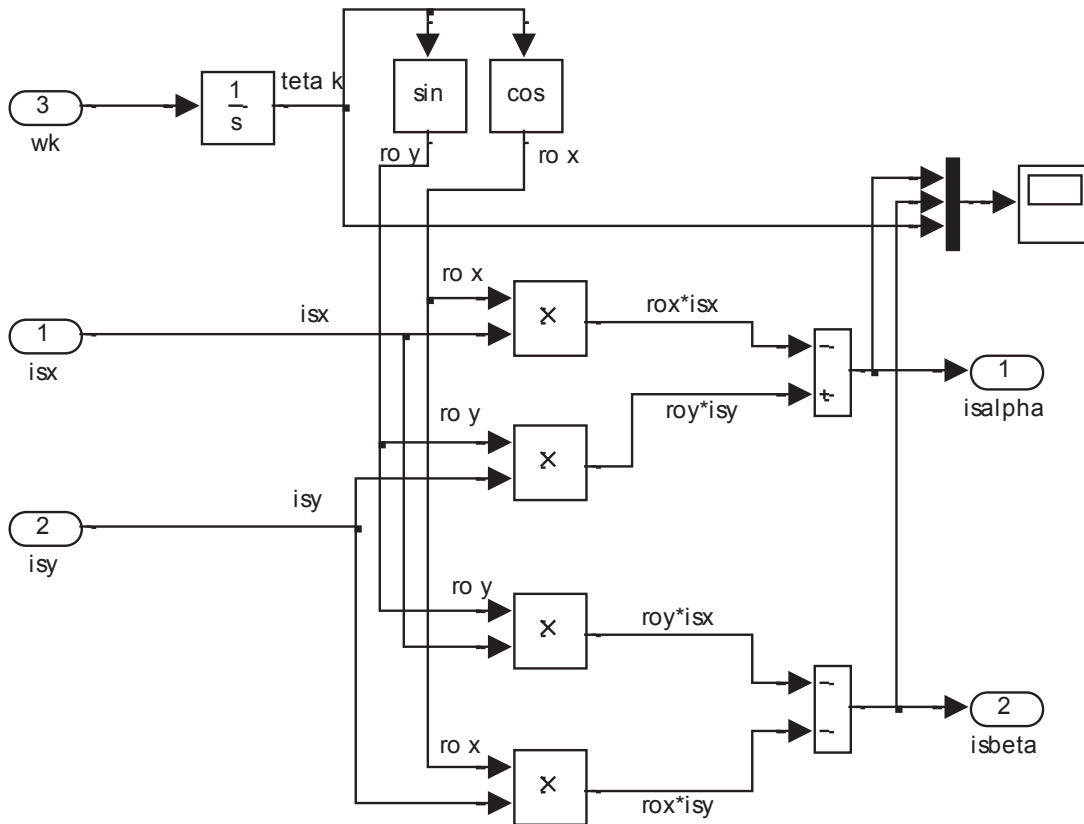 teta k
3
1
s
sin
cos
wk
ro y
ro x
ro x
isx
×
rox*isx
1
isx
-
+
1
isalpha
ro y
roy*isy
×
isy
2
isy
ro y
×
roy*isx
-
-
2
isbeta
ro x
×
rox*isy